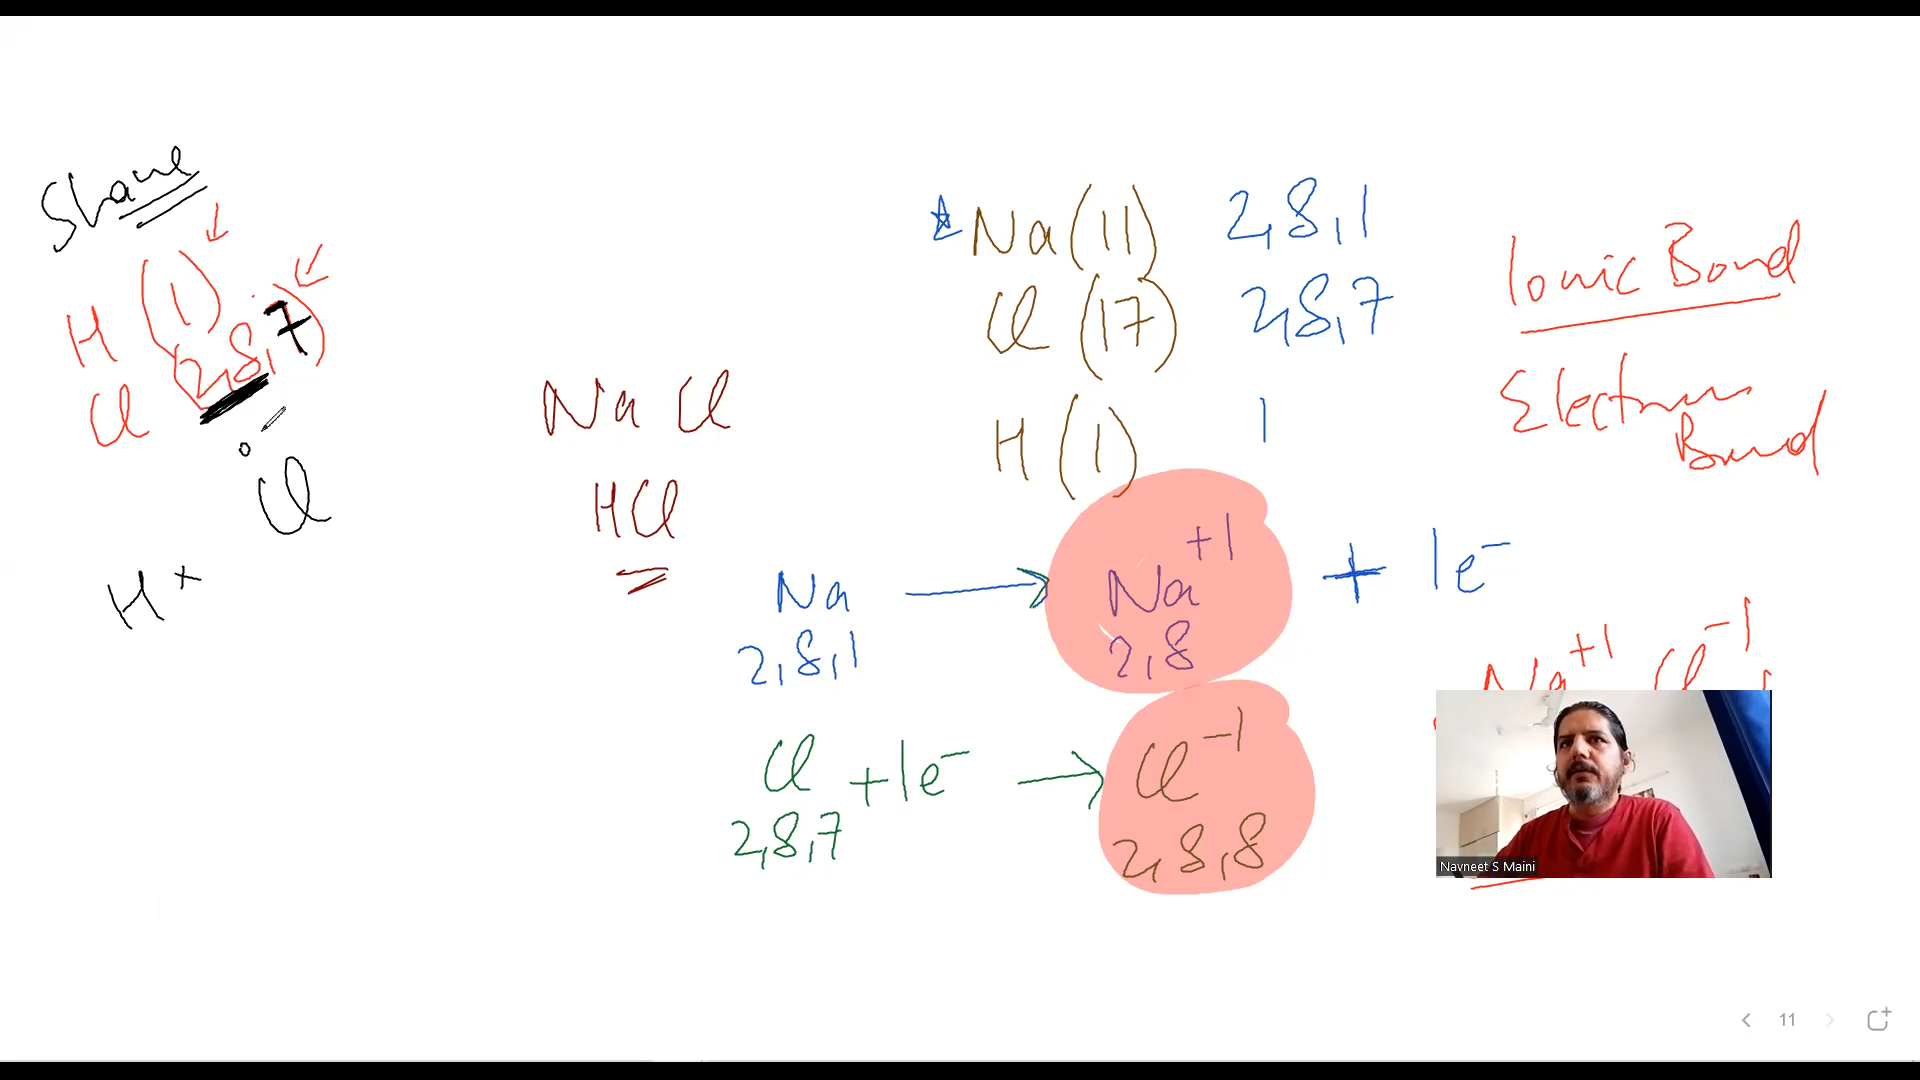 Share
H (1)
Cl (2,8,7)
Cl
H x
Na Cl
HCl
Na (11) 2,8,1
Cl (17) 2,8,7
H (1) 1
Na → Na +1 + 1e-
2,8,1 2,8
Cl + 1e- → Cl -1
2,8,7 2,8,8
Ionic Bond
Bond
Na +1 Cl -1
Navneet S Maini
11